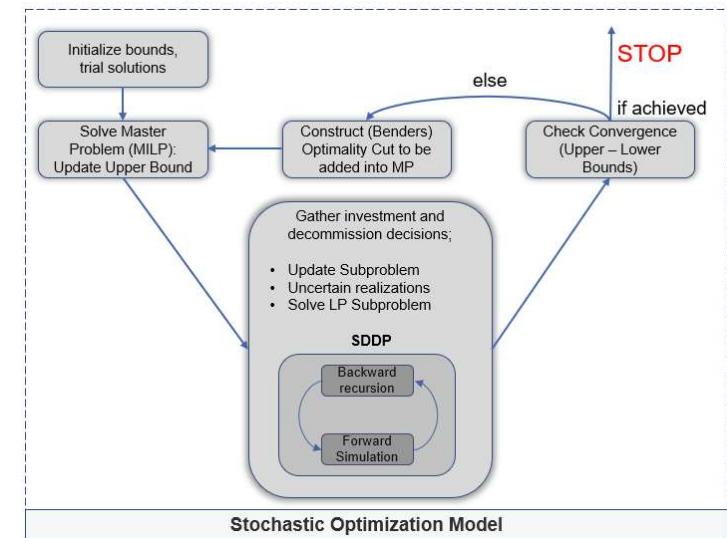 Initialize bounds,
trial solutions
STOP
else
if achieved
Solve Master
Problem (MILP):
Update Upper Bound
Construct (Benders)
Optimality Cut to be
added into MP
Check Convergence
(Upper – Lower
Bounds)
Gather investment and
decommission decisions;
• Update Subproblem
• Uncertain realizations
• Solve LP Subproblem
SDDP
Backward
recursion
Forward
Simulation
Stochastic Optimization Model